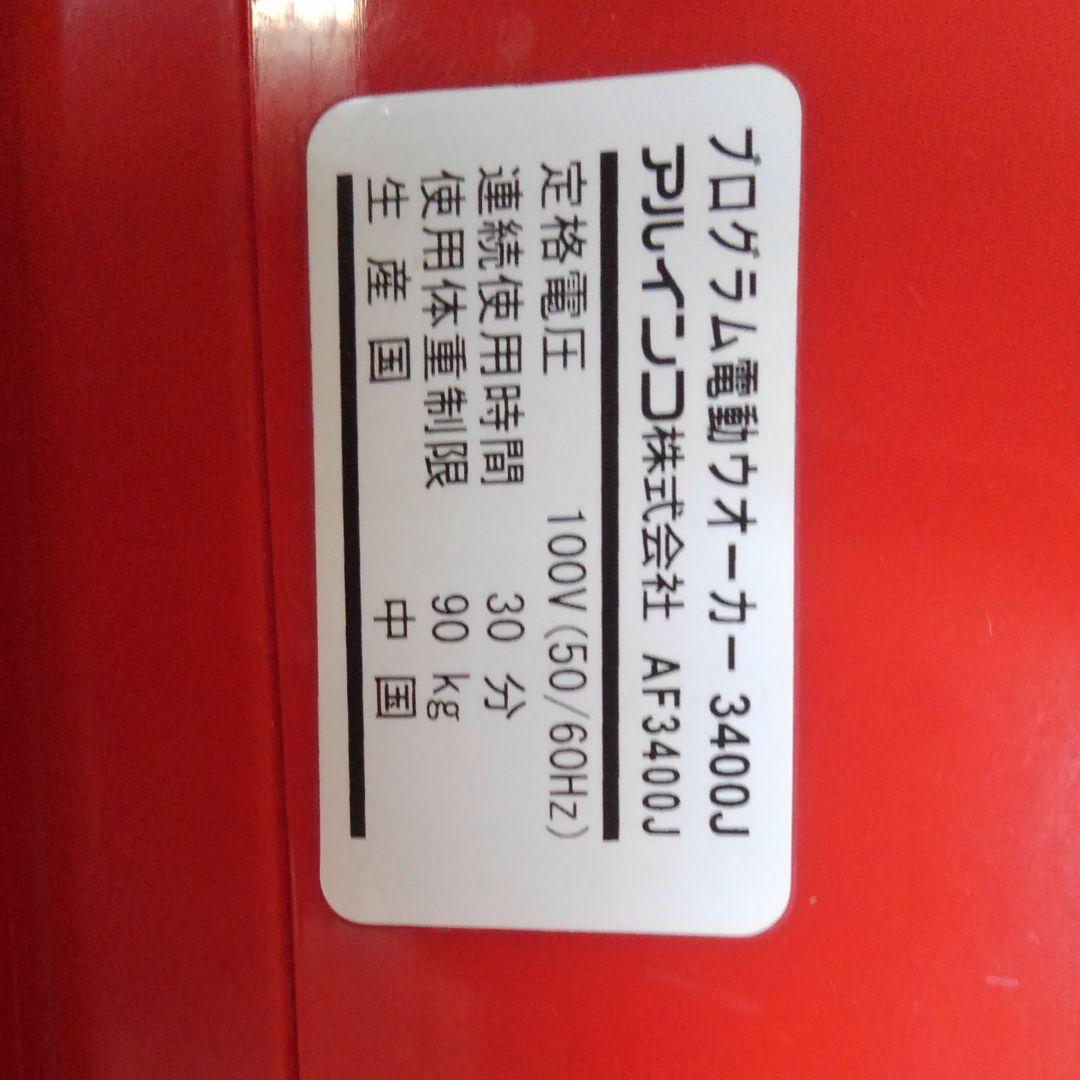 プログラム電動ウオーカー 3400J
アルインコ株式会社 AF3400J
定格電圧 100V(50/60Hz)
連続使用時間 30 分
使用体重制限 90 kg
生産国 中国